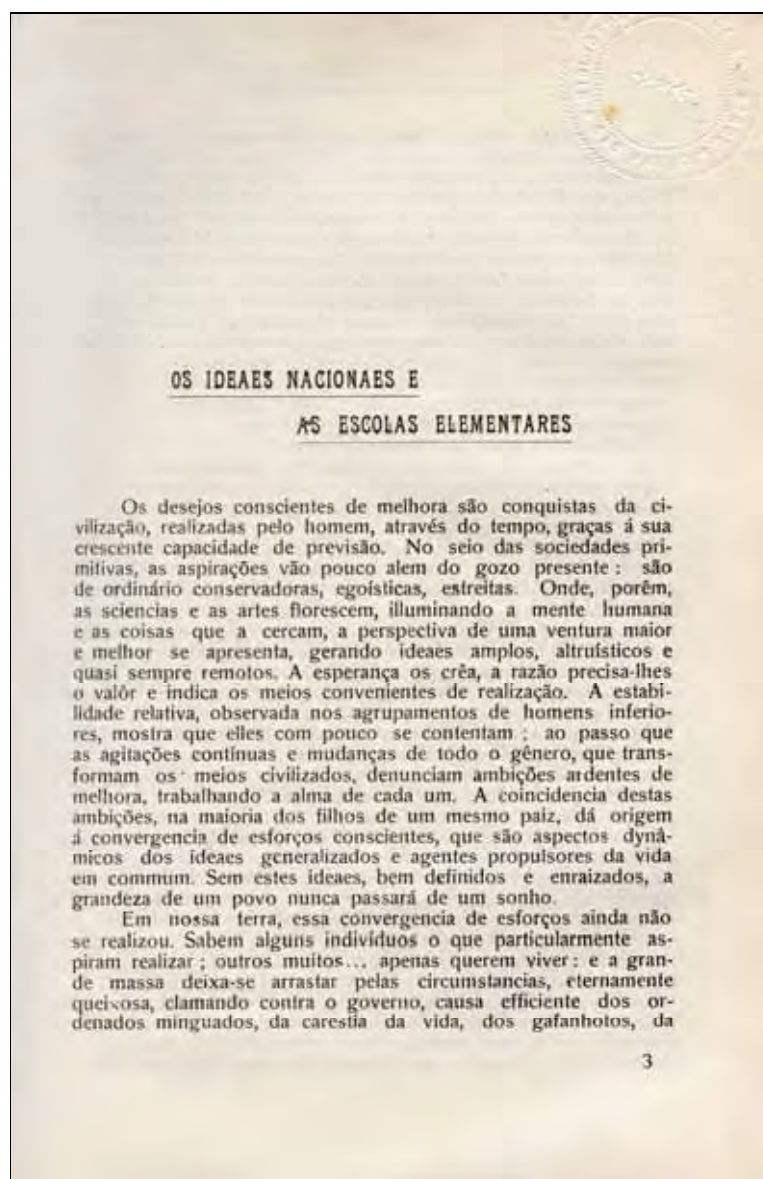 OS IDEAES NACIONAES E
AS ESCOLAS ELEMENTARES
Os desejos conscientes de melhora são conquistas da ci-
vilização, realizadas pelo homem, através do tempo, graças á sua
crescente capacidade de previsão. No seio das sociedades pri-
mitivas, as aspirações vão pouco alem do gozo presente : são
de ordinário conservadoras, egoísticas, estreitas. Onde, porêm,
as sciencias e as artes florescem, illuminando a mente humana
e as coisas que a cercam, a perspectiva de uma ventura maior
e melhor se apresenta, gerando ideaes amplos, altruísticos e
quasi sempre remotos. A esperança os crêa, a razão precisa-lhes
o valôr e indica os meios convenientes de realização. A estabi-
lidade relativa, observada nos agrupamentos de homens inferio-
res, mostra que elles com pouco se contentam ; ao passo que
as agitações contínuas e mudanças de todo o gênero, que trans-
formam os meios civilizados, denunciam ambições ardentes de
melhora, trabalhando a alma de cada um. A coincidencia destas
ambições, na maioria dos filhos de um mesmo paiz, dá origem
á convergencia de esforços conscientes, que são aspectos dynâ-
micos dos ideaes generalizados e agentes propulsores da vida
em commum. Sem estes ideaes, bem definidos e enraizados, a
grandeza de um povo nunca passará de um sonho.
Em nossa terra, essa convergencia de esforços ainda não
se realizou. Sabem alguns indivíduos o que particularmente as-
piram realizar ; outros muitos... apenas querem viver : e a gran-
de massa deixa-se arrastar pelas circumstancias, eternamente
queixosa, clamando contra o governo, causa efficiente dos or-
denados minguados, da carestia da vida, dos gafanhotos, da
3